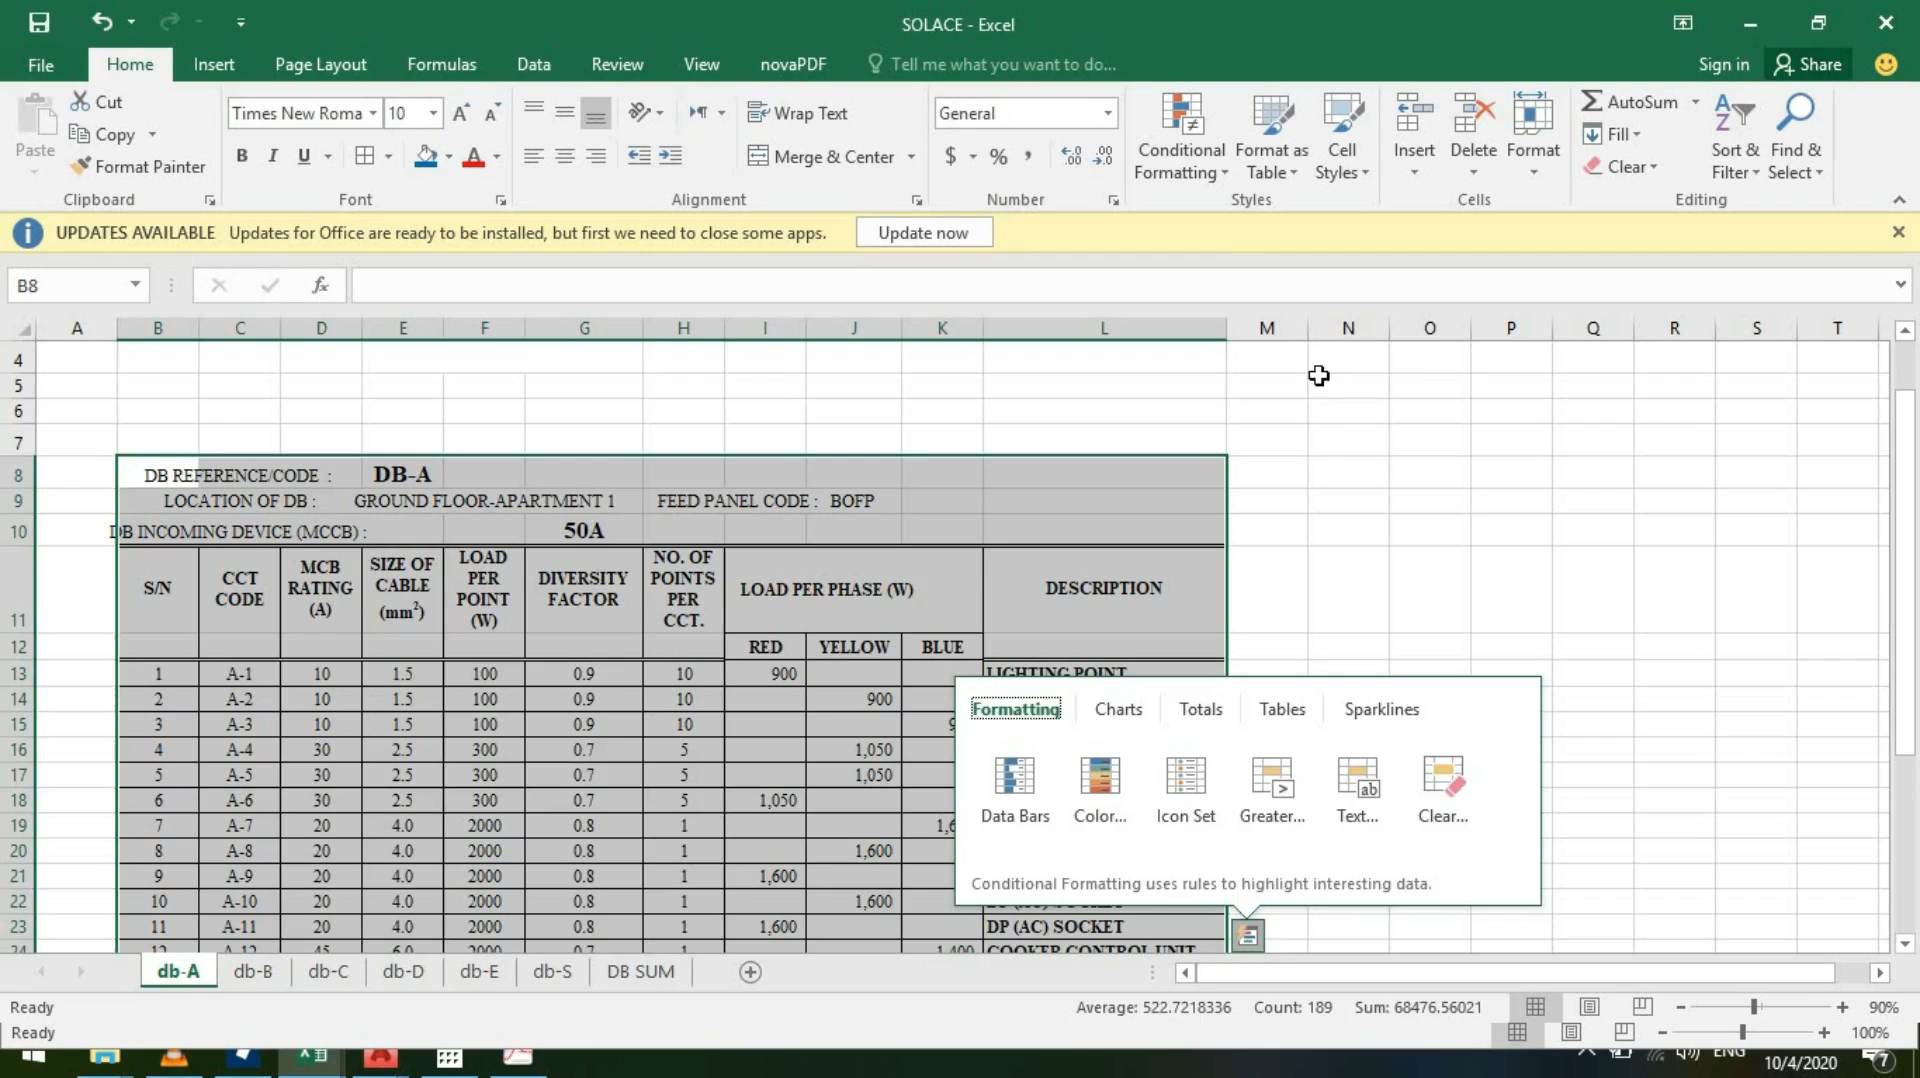 SOLACE - Excel
File Home Insert Page Layout Formulas Data Review View novaPDF Tell me what you want to do... Sign in Share
Paste
Cut
Copy
Format Painter
Clipboard
Times New Roma 10
B I U
Font
Wrap Text
Merge & Center
Alignment
General
$ % ,
Number
Conditional Formatting
Format as Table
Cell Styles
Styles
Insert Delete Format
Cells
AutoSum
Fill
Clear
Sort & Filter
Find & Select
Editing
UPDATES AVAILABLE Updates for Office are ready to be installed, but first we need to close some apps. Update now
B8 fx
A B C D E F G H I J K L M N O P Q R S T
4
5
6
7
8 DB REFERENCE/CODE : DB-A
9 LOCATION OF DB : GROUND FLOOR-APARTMENT 1 FEED PANEL CODE : BOFP
10 DB INCOMING DEVICE (MCCB) : 50A
11 S/N CCT CODE MCB RATING (A) SIZE OF CABLE (mm2) LOAD PER POINT (W) DIVERSITY FACTOR NO. OF POINTS PER CCT. LOAD PER PHASE (W) DESCRIPTION
12 RED YELLOW BLUE
13 1 A-1 10 1.5 100 0.9 10 900 LIGHTING POINT
14 2 A-2 10 1.5 100 0.9 10 900
15 3 A-3 10 1.5 100 0.9 10
16 4 A-4 30 2.5 300 0.7 5 1,050
17 5 A-5 30 2.5 300 0.7 5 1,050
18 6 A-6 30 2.5 300 0.7 5 1,050
19 7 A-7 20 4.0 2000 0.8 1
20 8 A-8 20 4.0 2000 0.8 1 1,600
21 9 A-9 20 4.0 2000 0.8 1 1,600
22 10 A-10 20 4.0 2000 0.8 1 1,600
23 11 A-11 20 4.0 2000 0.8 1 1,600 DP (AC) SOCKET
24 12 A-12 45 6.0 2000 0.7 1 1,400 COOKER CONTROL UNIT
Formatting Charts Totals Tables Sparklines
Data Bars Color... Icon Set Greater... Text... Clear...
Conditional Formatting uses rules to highlight interesting data.
db-A db-B db-C db-D db-E db-S DB SUM
Ready Average: 522.7218336 Count: 189 Sum: 68476.56021 90%
Ready 100%
ENG
10/4/2020 7